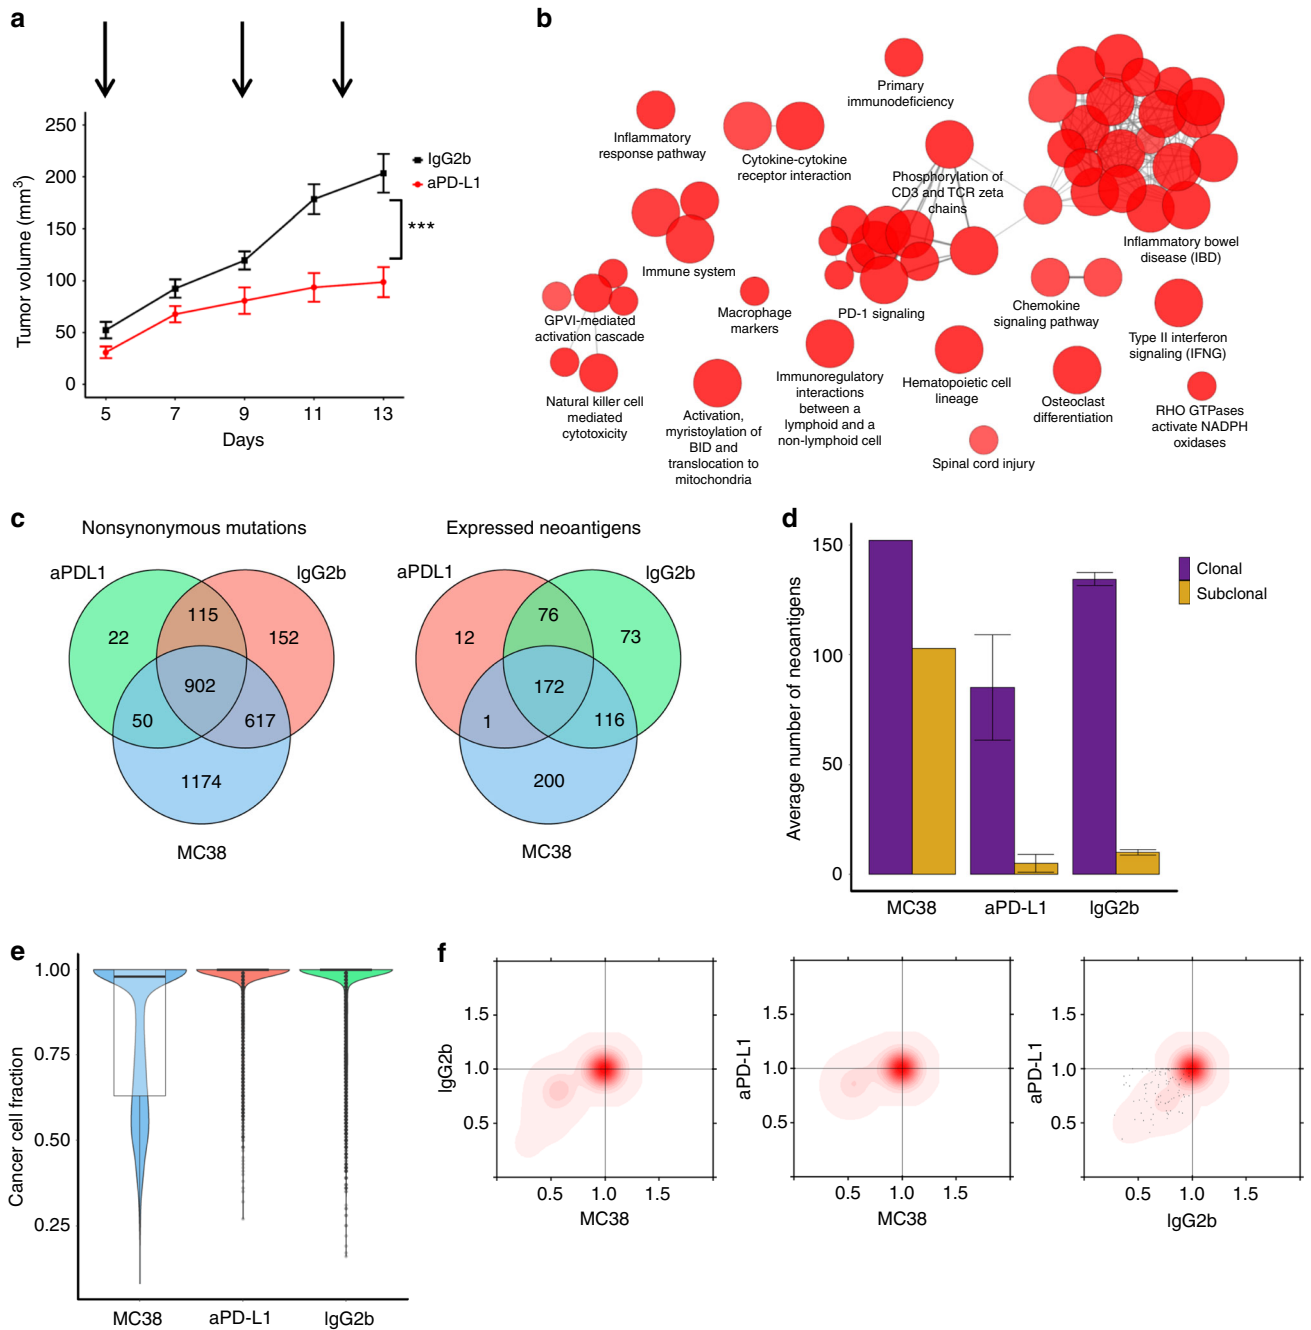 a
250
200
150
100
50
0
Tumor volume (mm3)
5
7
9
11
13
Days
IgG2b
aPD-L1
***
b
Primary
immunodeficiency
Inflammatory
response pathway
Cytokine-cytokine
receptor interaction
Phosphorylation of
CD3 and TCR zeta
chains
Inflammatory bowel
disease (IBD)
Immune system
Chemokine
signaling pathway
GPVI-mediated
activation cascade
Macrophage
markers
PD-1 signaling
Type II interferon
signaling (IFNG)
Natural killer cell
mediated
cytotoxicity
Activation,
myristoylation of
BID and
translocation to
mitochondria
Immunoregulatory
interactions
between a
lymphoid and a
non-lymphoid cell
Hematopoietic cell
lineage
Osteoclast
differentiation
RHO GTPases
activate NADPH
oxidases
Spinal cord injury
c
Nonsynonymous mutations
aPDL1
IgG2b
22
115
152
902
50
617
1174
MC38
Expressed neoantigens
aPDL1
IgG2b
12
76
73
172
1
116
200
MC38
d
150
100
50
0
Average number of neoantigens
MC38
aPD-L1
IgG2b
Clonal
Subclonal
e
1.00
0.75
0.50
0.25
Cancer cell fraction
MC38
aPD-L1
IgG2b
f
1.5
1.0
0.5
IgG2b
0.5
1.0
1.5
MC38
1.5
1.0
0.5
aPD-L1
0.5
1.0
1.5
MC38
1.5
1.0
0.5
aPD-L1
0.5
1.0
1.5
IgG2b